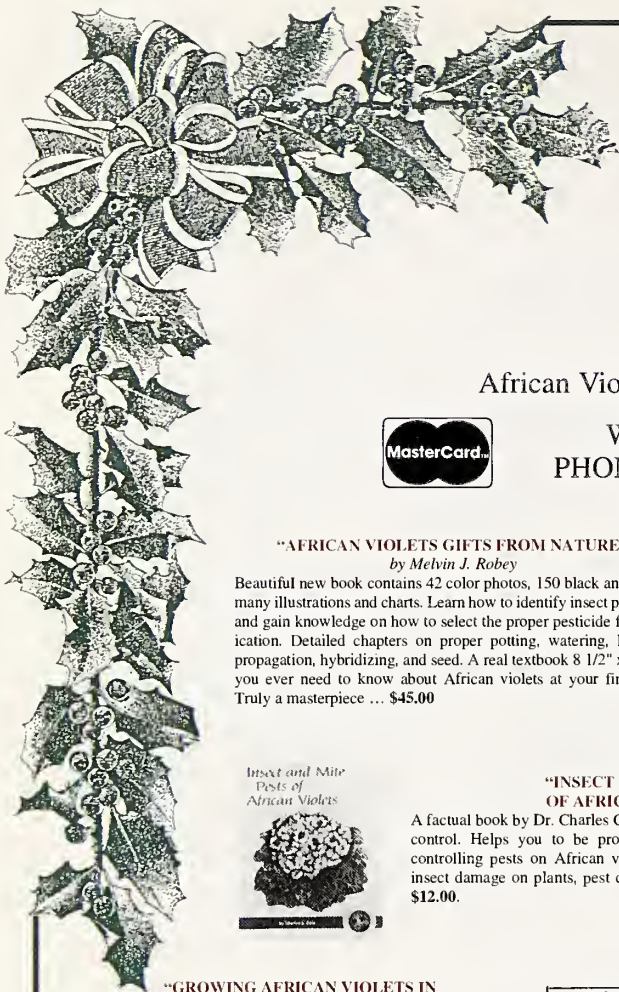 African Vio
MasterCard
W
PHON
"AFRICAN VIOLETS GIFTS FROM NATURE
by Melvin J. Robey
Beautiful new book contains 42 color photos, 150 black an
many illustrations and charts. Learn how to identify insect p
and gain knowledge on how to select the proper pesticide f
ication. Detailed chapters on proper potting, watering, l
propagation, hybridizing, and seed. A real textbook 8 1/2" x
you ever need to know about African violets at your fin
Truly a masterpiece … $45.00
Insect and Mite
Pests of
African Violets
"INSECT
OF AFRIC
A factual book by Dr. Charles C
control. Helps you to be pro
controlling pests on African v
insect damage on plants, pest c
$12.00.
"GROWING AFRICAN VIOLETS IN